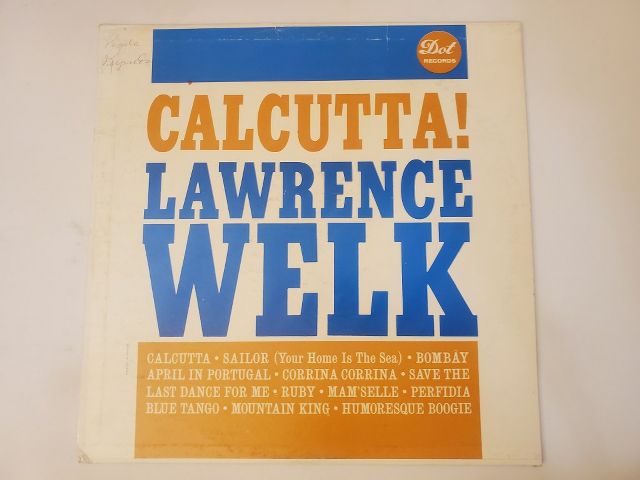 Dot
RECORDS
CALCUTTA!
LAWRENCE
WELK
CALCUTTA • SAILOR (Your Home Is The Sea) • BOMBAY
APRIL IN PORTUGAL • CORRINA CORRINA • SAVE THE
LAST DANCE FOR ME • RUBY • MAM'SELLE • PERFIDIA
BLUE TANGO • MOUNTAIN KING • HUMORESQUE BOOGIE